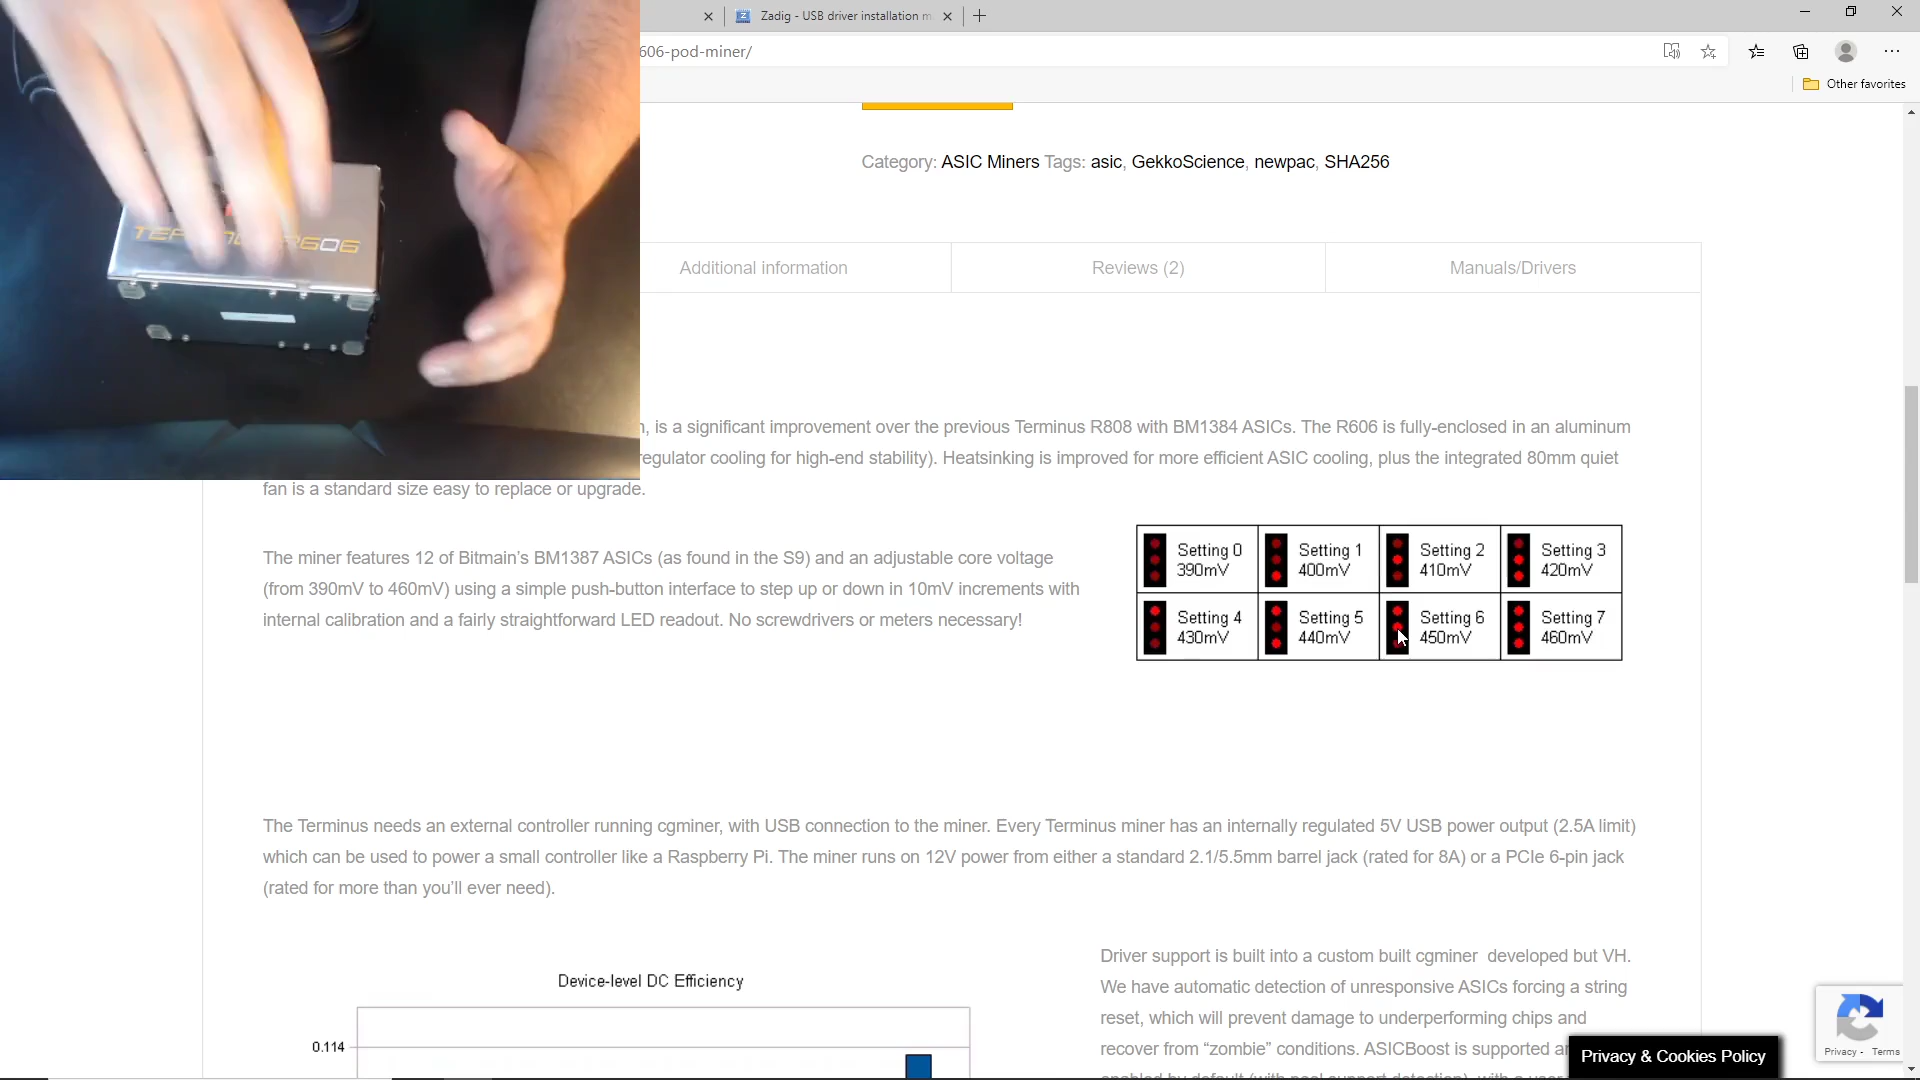 Zadig - USB driver installation m
606-pod-miner/
Other favorites
Category: ASIC Miners Tags: asic, GekkoScience, newpac, SHA256
R606
Additional information
Reviews (2)
Manuals/Drivers
, is a significant improvement over the previous Terminus R808 with BM1384 ASICs. The R606 is fully-enclosed in an aluminum
regulator cooling for high-end stability). Heatsinking is improved for more efficient ASIC cooling, plus the integrated 80mm quiet
fan is a standard size easy to replace or upgrade.
The miner features 12 of Bitmain's BM1387 ASICs (as found in the S9) and an adjustable core voltage
(from 390mV to 460mV) using a simple push-button interface to step up or down in 10mV increments with
internal calibration and a fairly straightforward LED readout. No screwdrivers or meters necessary!
Setting 0
390mV
Setting 1
400mV
Setting 2
410mV
Setting 3
420mV
Setting 4
430mV
Setting 5
440mV
Setting 6
450mV
Setting 7
460mV
The Terminus needs an external controller running cgminer, with USB connection to the miner. Every Terminus miner has an internally regulated 5V USB power output (2.5A limit)
which can be used to power a small controller like a Raspberry Pi. The miner runs on 12V power from either a standard 2.1/5.5mm barrel jack (rated for 8A) or a PCIe 6-pin jack
(rated for more than you'll ever need).
Device-level DC Efficiency
0.114
Driver support is built into a custom built cgminer developed but VH.
We have automatic detection of unresponsive ASICs forcing a string
reset, which will prevent damage to underperforming chips and
recover from “zombie” conditions. ASICBoost is supported
Privacy & Cookies Policy
Privacy - Terms